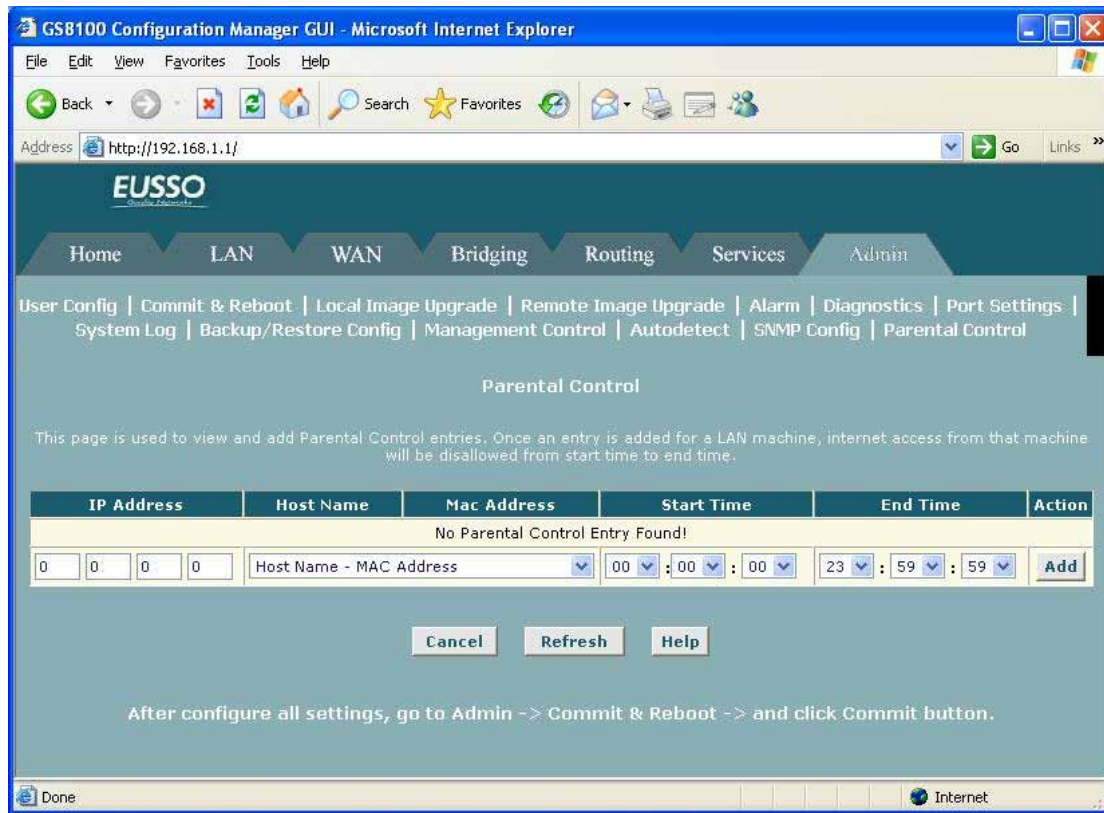 GS8100 Configuration Manager GUI - Microsoft Internet Explorer
File Edit View Favorites Tools Help
Back Search Favorites
Address http://192.168.1.1/ Go Links »
EUSSO
Quality Networks
Home LAN WAN Bridging Routing Services Admin
User Config | Commit & Reboot | Local Image Upgrade | Remote Image Upgrade | Alarm | Diagnostics | Port Settings |
System Log | Backup/Restore Config | Management Control | Autodetect | SNMP Config | Parental Control
Parental Control
This page is used to view and add Parental Control entries. Once an entry is added for a LAN machine, internet access from that machine
will be disallowed from start time to end time.
IP Address Host Name Mac Address Start Time End Time Action
No Parental Control Entry Found!
0 0 0 0 Host Name - MAC Address 00 : 00 : 00 23 : 59 : 59 Add
Cancel Refresh Help
After configure all settings, go to Admin -> Commit & Reboot -> and click Commit button.
Done Internet